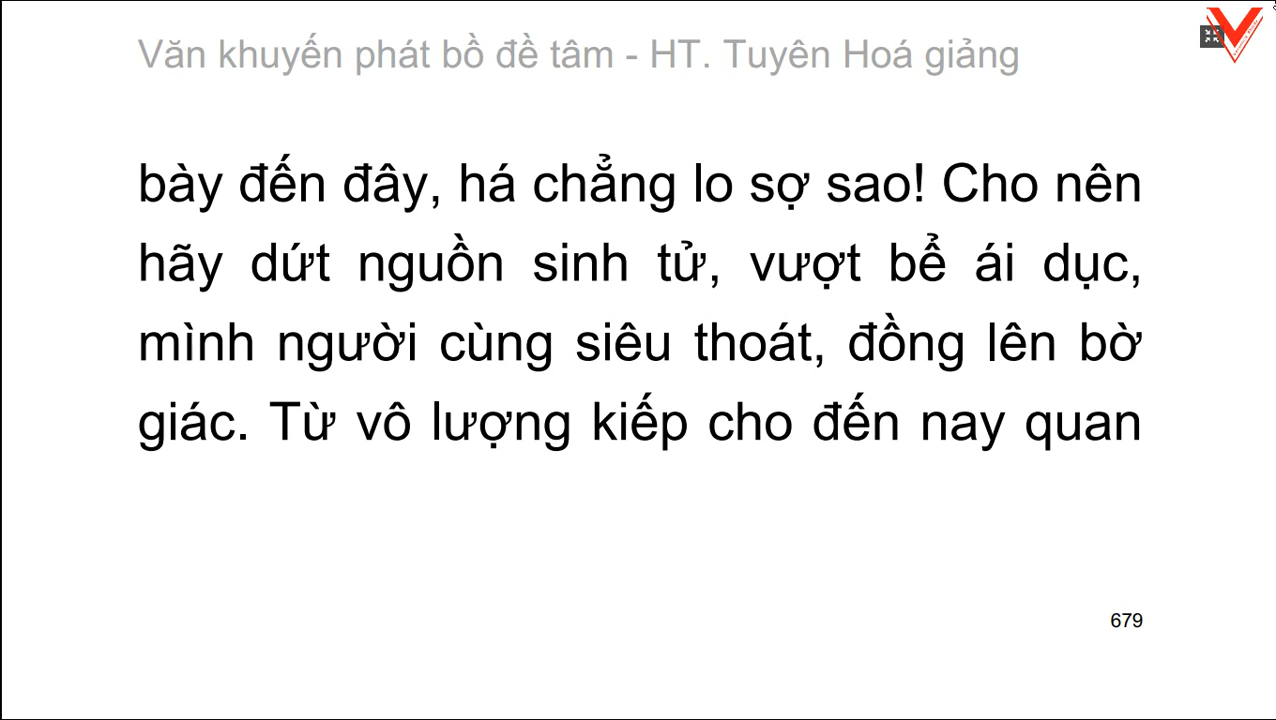 Văn khuyến phát bồ đề tâm - HT. Tuyên Hoá giảng
bày đến đây, há chẳng lo sợ sao! Cho nên
hãy dứt nguồn sinh tử, vượt bể ái dục,
mình người cùng siêu thoát, đồng lên bờ
giác. Từ vô lượng kiếp cho đến nay quan
679